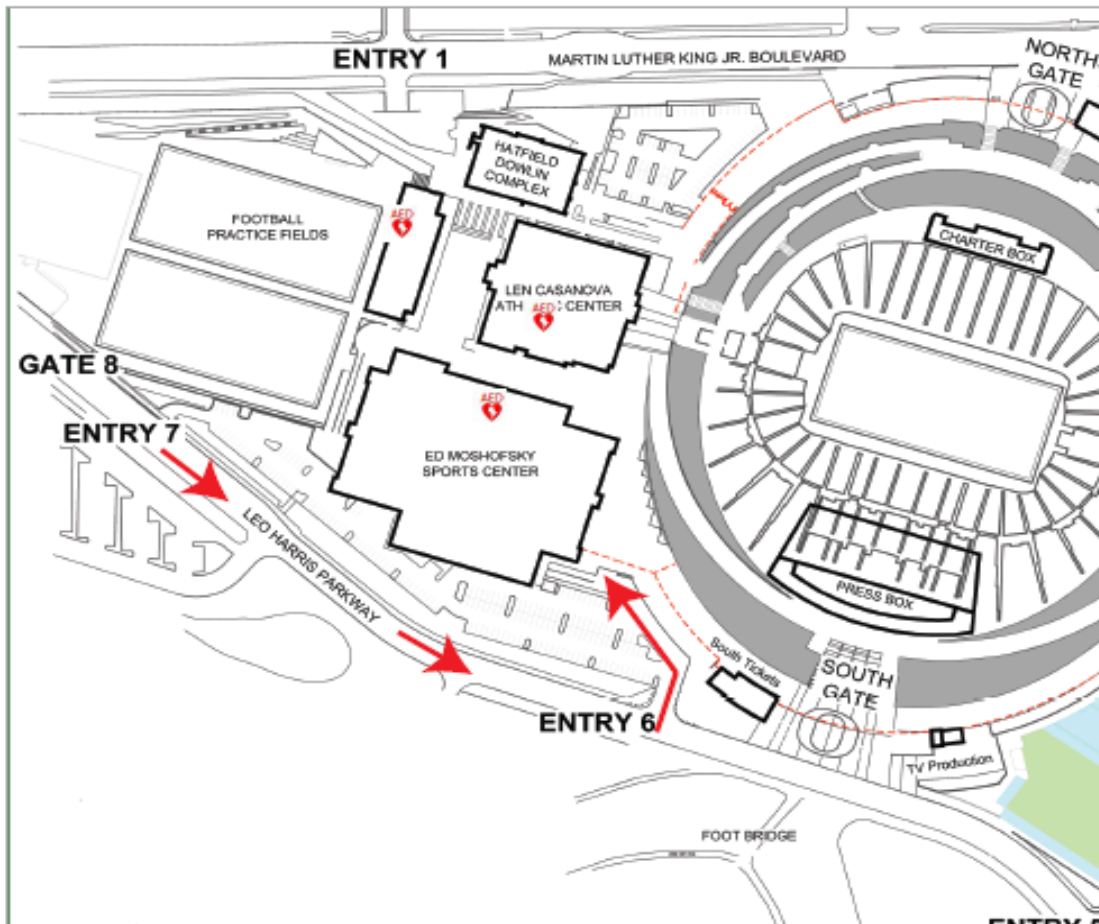 ENTRY 1
MARTIN LUTHER KING JR. BOULEVARD
GATE
HATFIELD
DOWLIN
COMPLEX
AED
FOOTBALL
PRACTICE FIELDS
CHARTER BOX
LEN CASANOVA
ATH C CENTER
AED
GATE 8
ENTRY 7
AED
ED MOSHOFSKY
SPORTS CENTER
LEO HARRIS PARKWAY
PRESS BOX
South Tickets
SOUTH
GATE
ENTRY 6
TV Production
FOOT BRIDGE
ENTRY